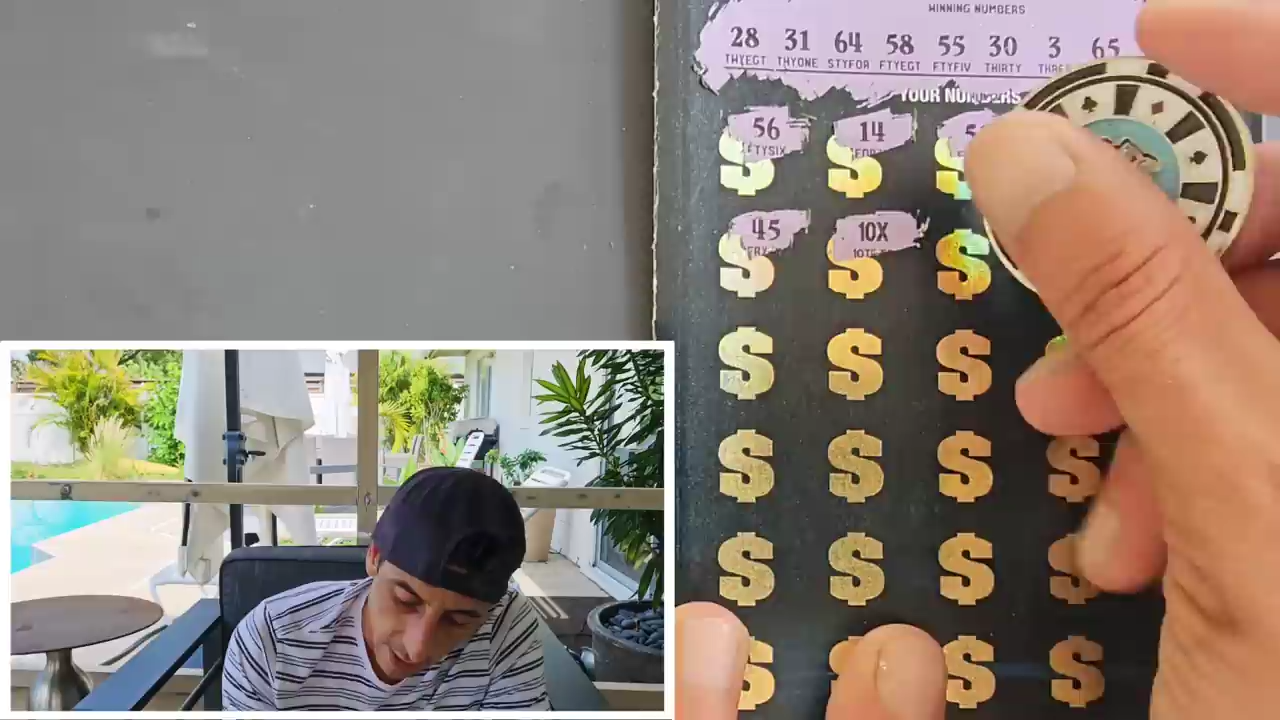 WINNING NUMBERS
28 31 64 58 55 30 3 65
THYEGT THYONE STYFOR FTYEGT FTYFIV THIRTY
YOUR NUMBERS
56 14
45 10X